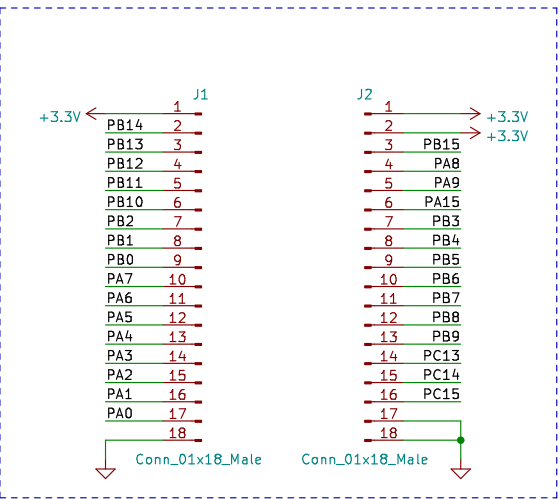 J1
+3.3V 1
PB14 2
PB13 3
PB12 4
PB11 5
PB10 6
PB2 7
PB1 8
PB0 9
PA7 10
PA6 11
PA5 12
PA4 13
PA3 14
PA2 15
PA1 16
PA0 17
18
Conn_01x18_Male
J2
1 +3.3V
2 +3.3V
3 PB15
4 PA8
5 PA9
6 PA15
7 PB3
8 PB4
9 PB5
10 PB6
11 PB7
12 PB8
13 PB9
14 PC13
15 PC14
16 PC15
17
18
Conn_01x18_Male